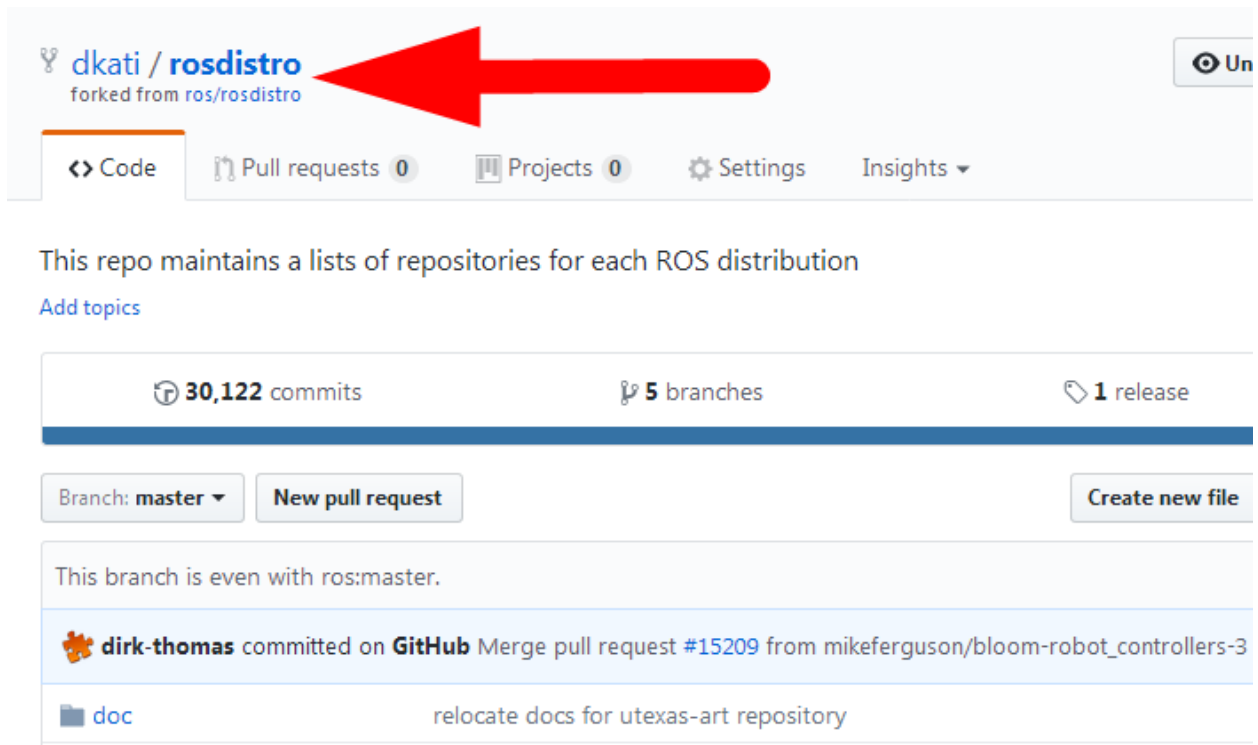 dkati / rosdistro
Un
forked from ros/rosdistro
Code Pull requests 0 Projects 0 Settings Insights
This repo maintains a lists of repositories for each ROS distribution
Add topics
30,122 commits 5 branches 1 release
Branch: master New pull request Create new file
This branch is even with ros:master.
dirk-thomas committed on GitHub Merge pull request #15209 from mikeferguson/bloom-robot_controllers-3
doc relocate docs for utexas-art repository